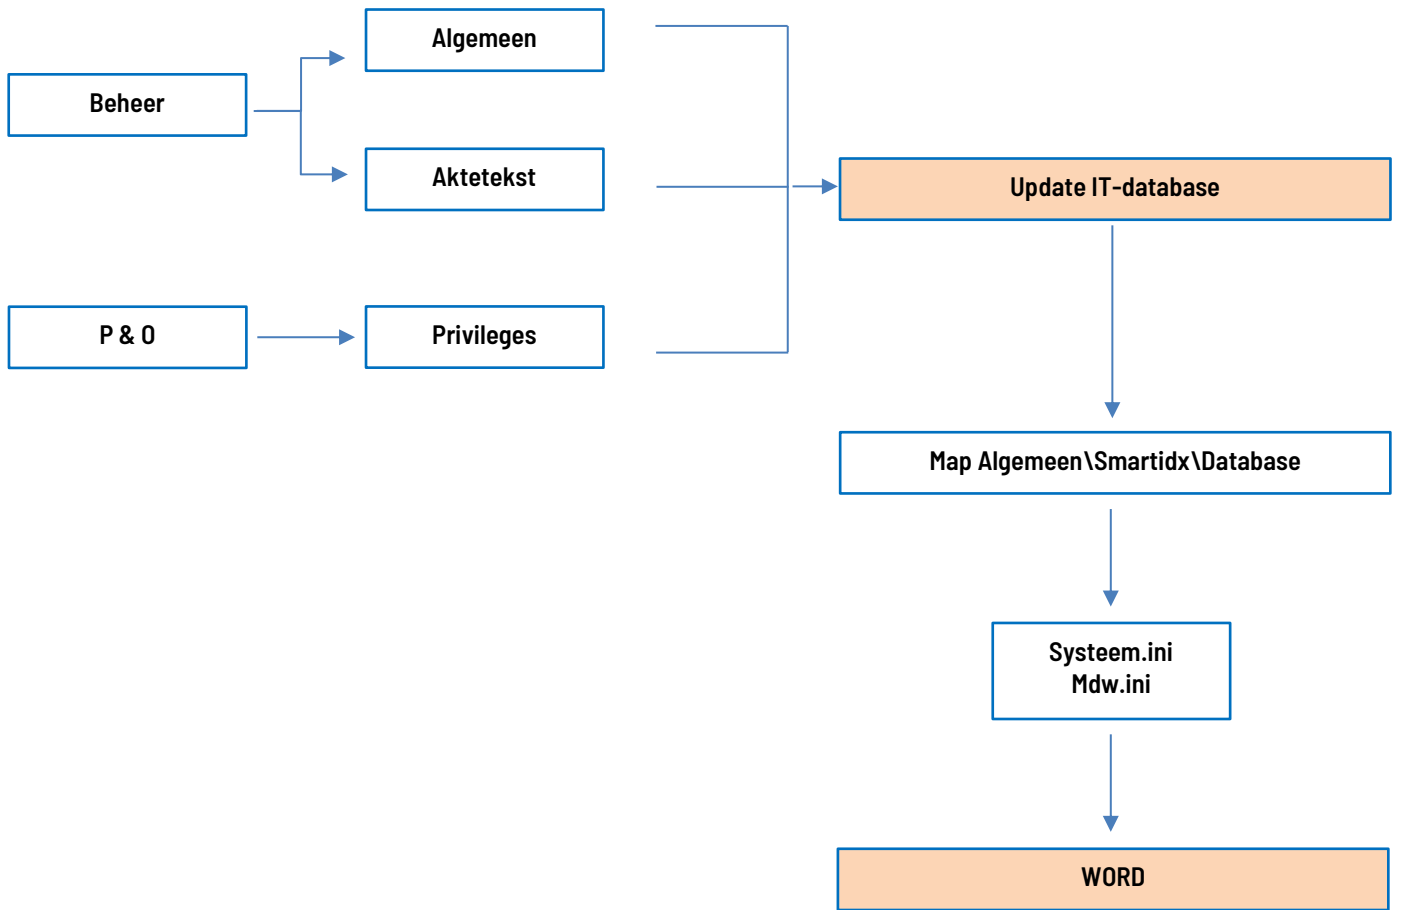 Algemeen
Beheer
Aktetekst
Update IT-database
P & O
Privileges
Map Algemeen\Smartidx\Database
Systeem.ini
Mdw.ini
WORD